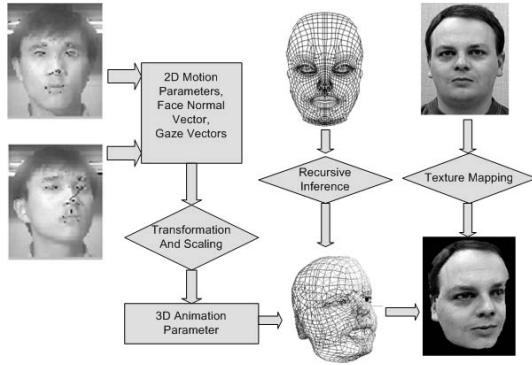 2D Motion
Parameters,
Face Normal
Vector,
Gaze Vectors
Recursive
Inference
Texture Mapping
Transformation
And Scaling
3D Animation
Parameter